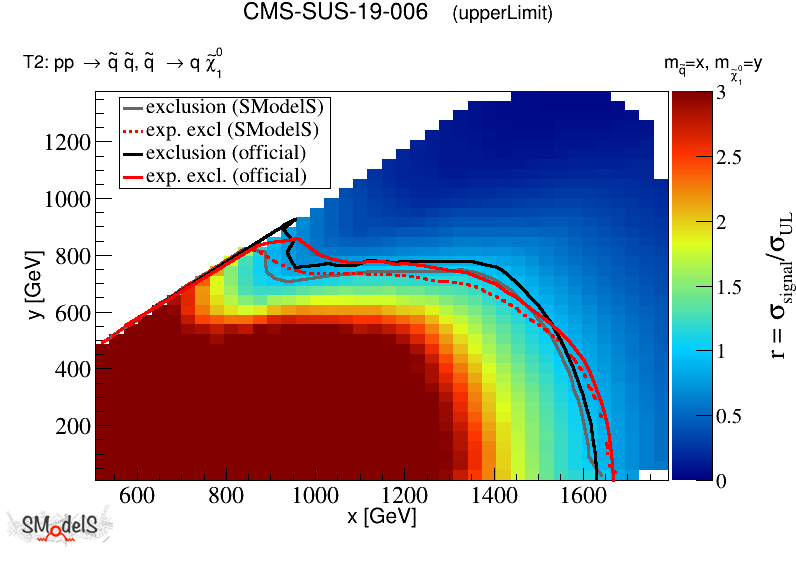 CMS-SUS-19-006 (upperLimit)
T2: pp → q̃ q̃, q̃ → q χ̃₁⁰
m_q̃=x, m_χ̃₁⁰=y
exclusion (SModelS)
exp. excl (SModelS)
exclusion (official)
exp. excl. (official)
1200
1000
800
600
400
200
y [GeV]
600 800 1000 1200 1400 1600
x [GeV]
3
2.5
2
1.5
1
0.5
0
r = σ_signal/σ_UL
SModelS